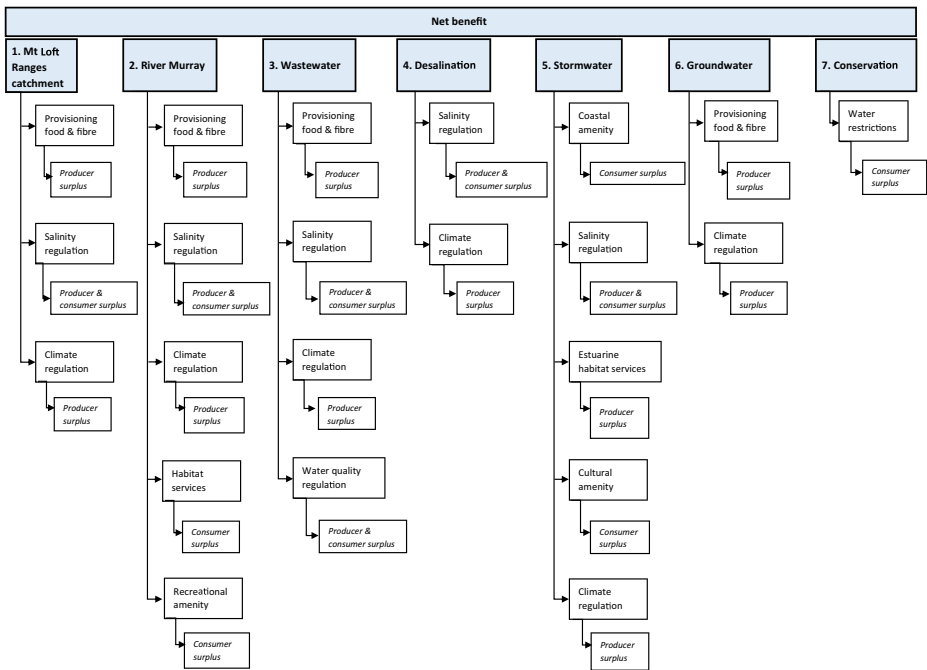 Net benefit
1. Mt Loft
Ranges
catchment
Provisioning
food & fibre
Producer
surplus
Salinity
regulation
Producer &
consumer surplus
Climate
regulation
Producer
surplus
2. River Murray
Provisioning
food & fibre
Producer
surplus
Salinity
regulation
Producer &
consumer surplus
Climate
regulation
Producer
surplus
Habitat
services
Consumer
surplus
Recreational
amenity
Consumer
surplus
3. Wastewater
Provisioning
food & fibre
Producer
surplus
Salinity
regulation
Producer &
consumer surplus
Climate
regulation
Producer
surplus
Water quality
regulation
Producer &
consumer surplus
4. Desalination
Salinity
regulation
Producer &
consumer surplus
Climate
regulation
Producer
surplus
5. Stormwater
Coastal
amenity
Consumer surplus
Salinity
regulation
Producer &
consumer surplus
Estuarine
habitat services
Producer
surplus
Cultural
amenity
Consumer
surplus
Climate
regulation
Producer
surplus
6. Groundwater
Provisioning
food & fibre
Producer
surplus
Climate
regulation
Producer
surplus
7. Conservation
Water
restrictions
Consumer
surplus